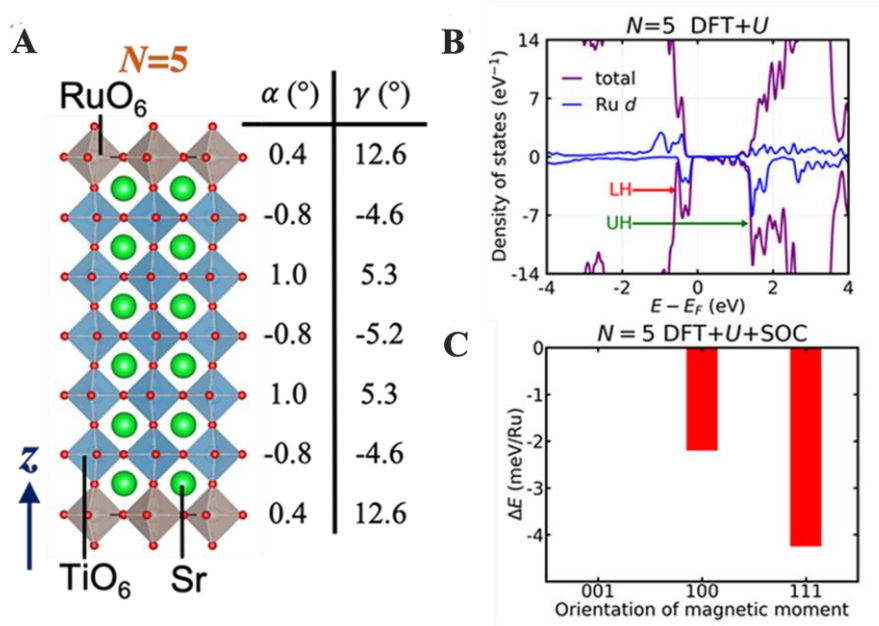 A
N=5
RuO₆
α (°) γ (°)
0.4 12.6
-0.8 -4.6
1.0 5.3
-0.8 -5.2
1.0 5.3
-0.8 -4.6
0.4 12.6
z
TiO₆
Sr
B
N=5 DFT+U
Density of states (eV⁻¹)
14
7
0
-7
-14
total
Ru d
LH
UH
-4 -2 0 2 4
E − E_F (eV)
C
N = 5 DFT+U+SOC
ΔE (meV/Ru)
0
-1
-2
-3
-4
001 100 111
Orientation of magnetic moment